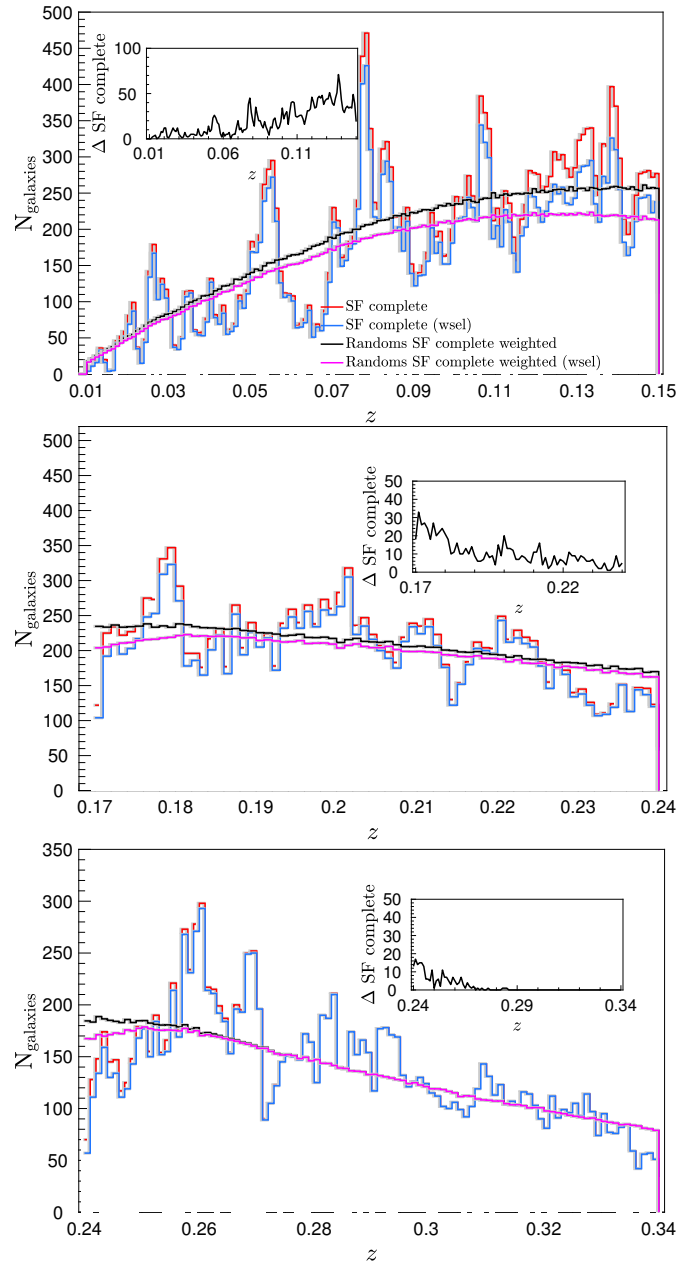 500
450
400
350
300
250
200
150
100
50
0
N_galaxies
0.01 0.03 0.05 0.07 0.09 0.11 0.13 0.15
z
100
50
0
Δ SF complete
0.01 0.06 0.11
z
SF complete
SF complete (wsel)
Randoms SF complete weighted
Randoms SF complete weighted (wsel)
500
450
400
350
300
250
200
150
100
50
0
N_galaxies
0.17 0.18 0.19 0.2 0.21 0.22 0.23 0.24
z
50
40
30
20
10
0
Δ SF complete
0.17 0.22
z
350
300
250
200
150
100
50
0
N_galaxies
0.24 0.26 0.28 0.3 0.32 0.34
z
50
40
30
20
10
0
Δ SF complete
0.24 0.29 0.34
z